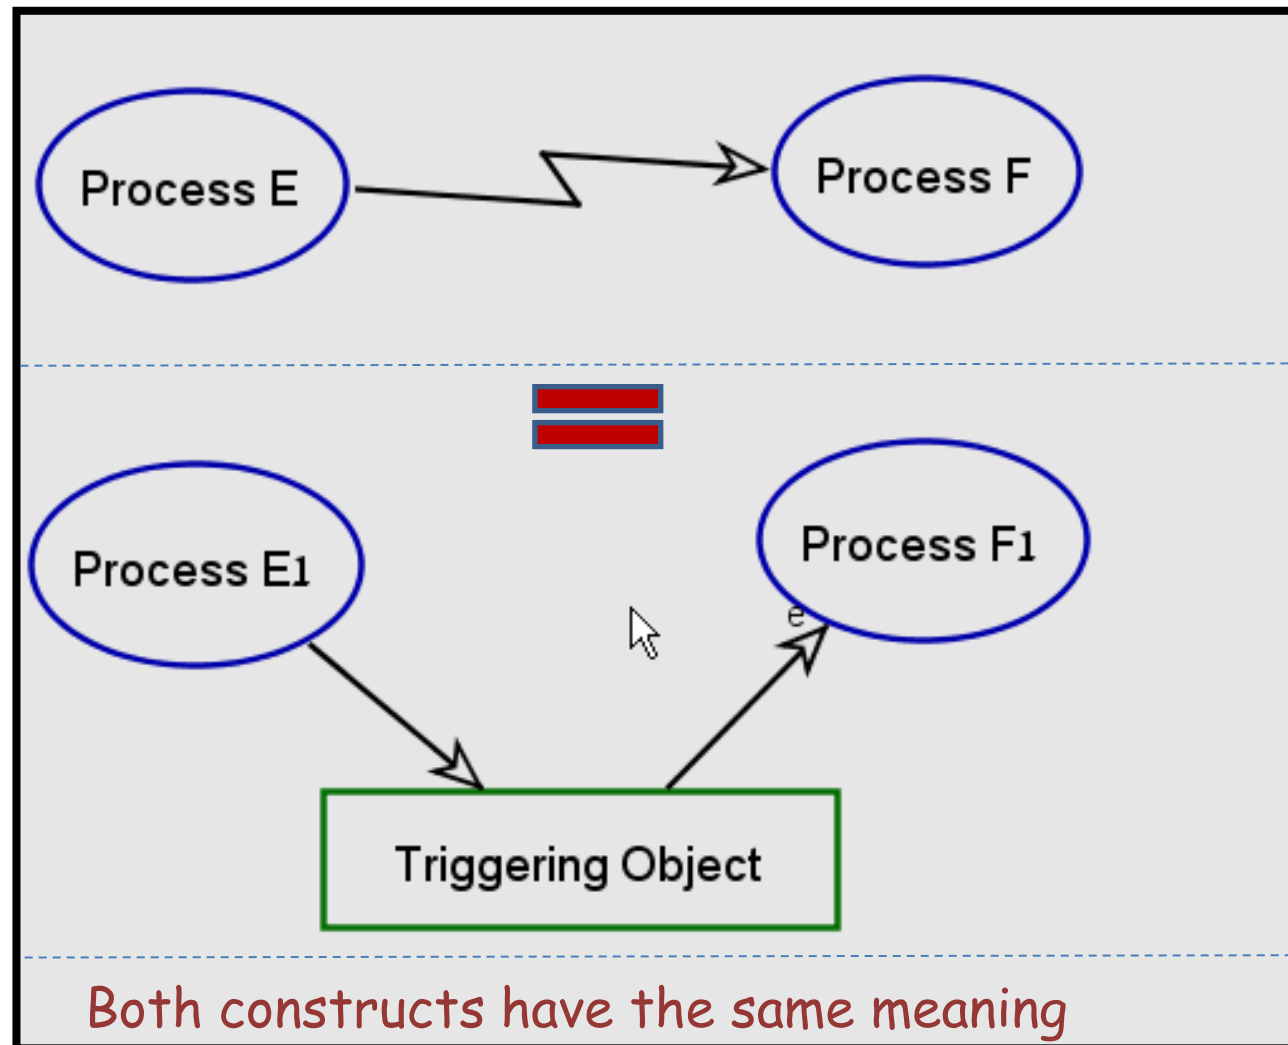 Process E
Process F
Process E1
Process F1
e
Triggering Object
Both constructs have the same meaning